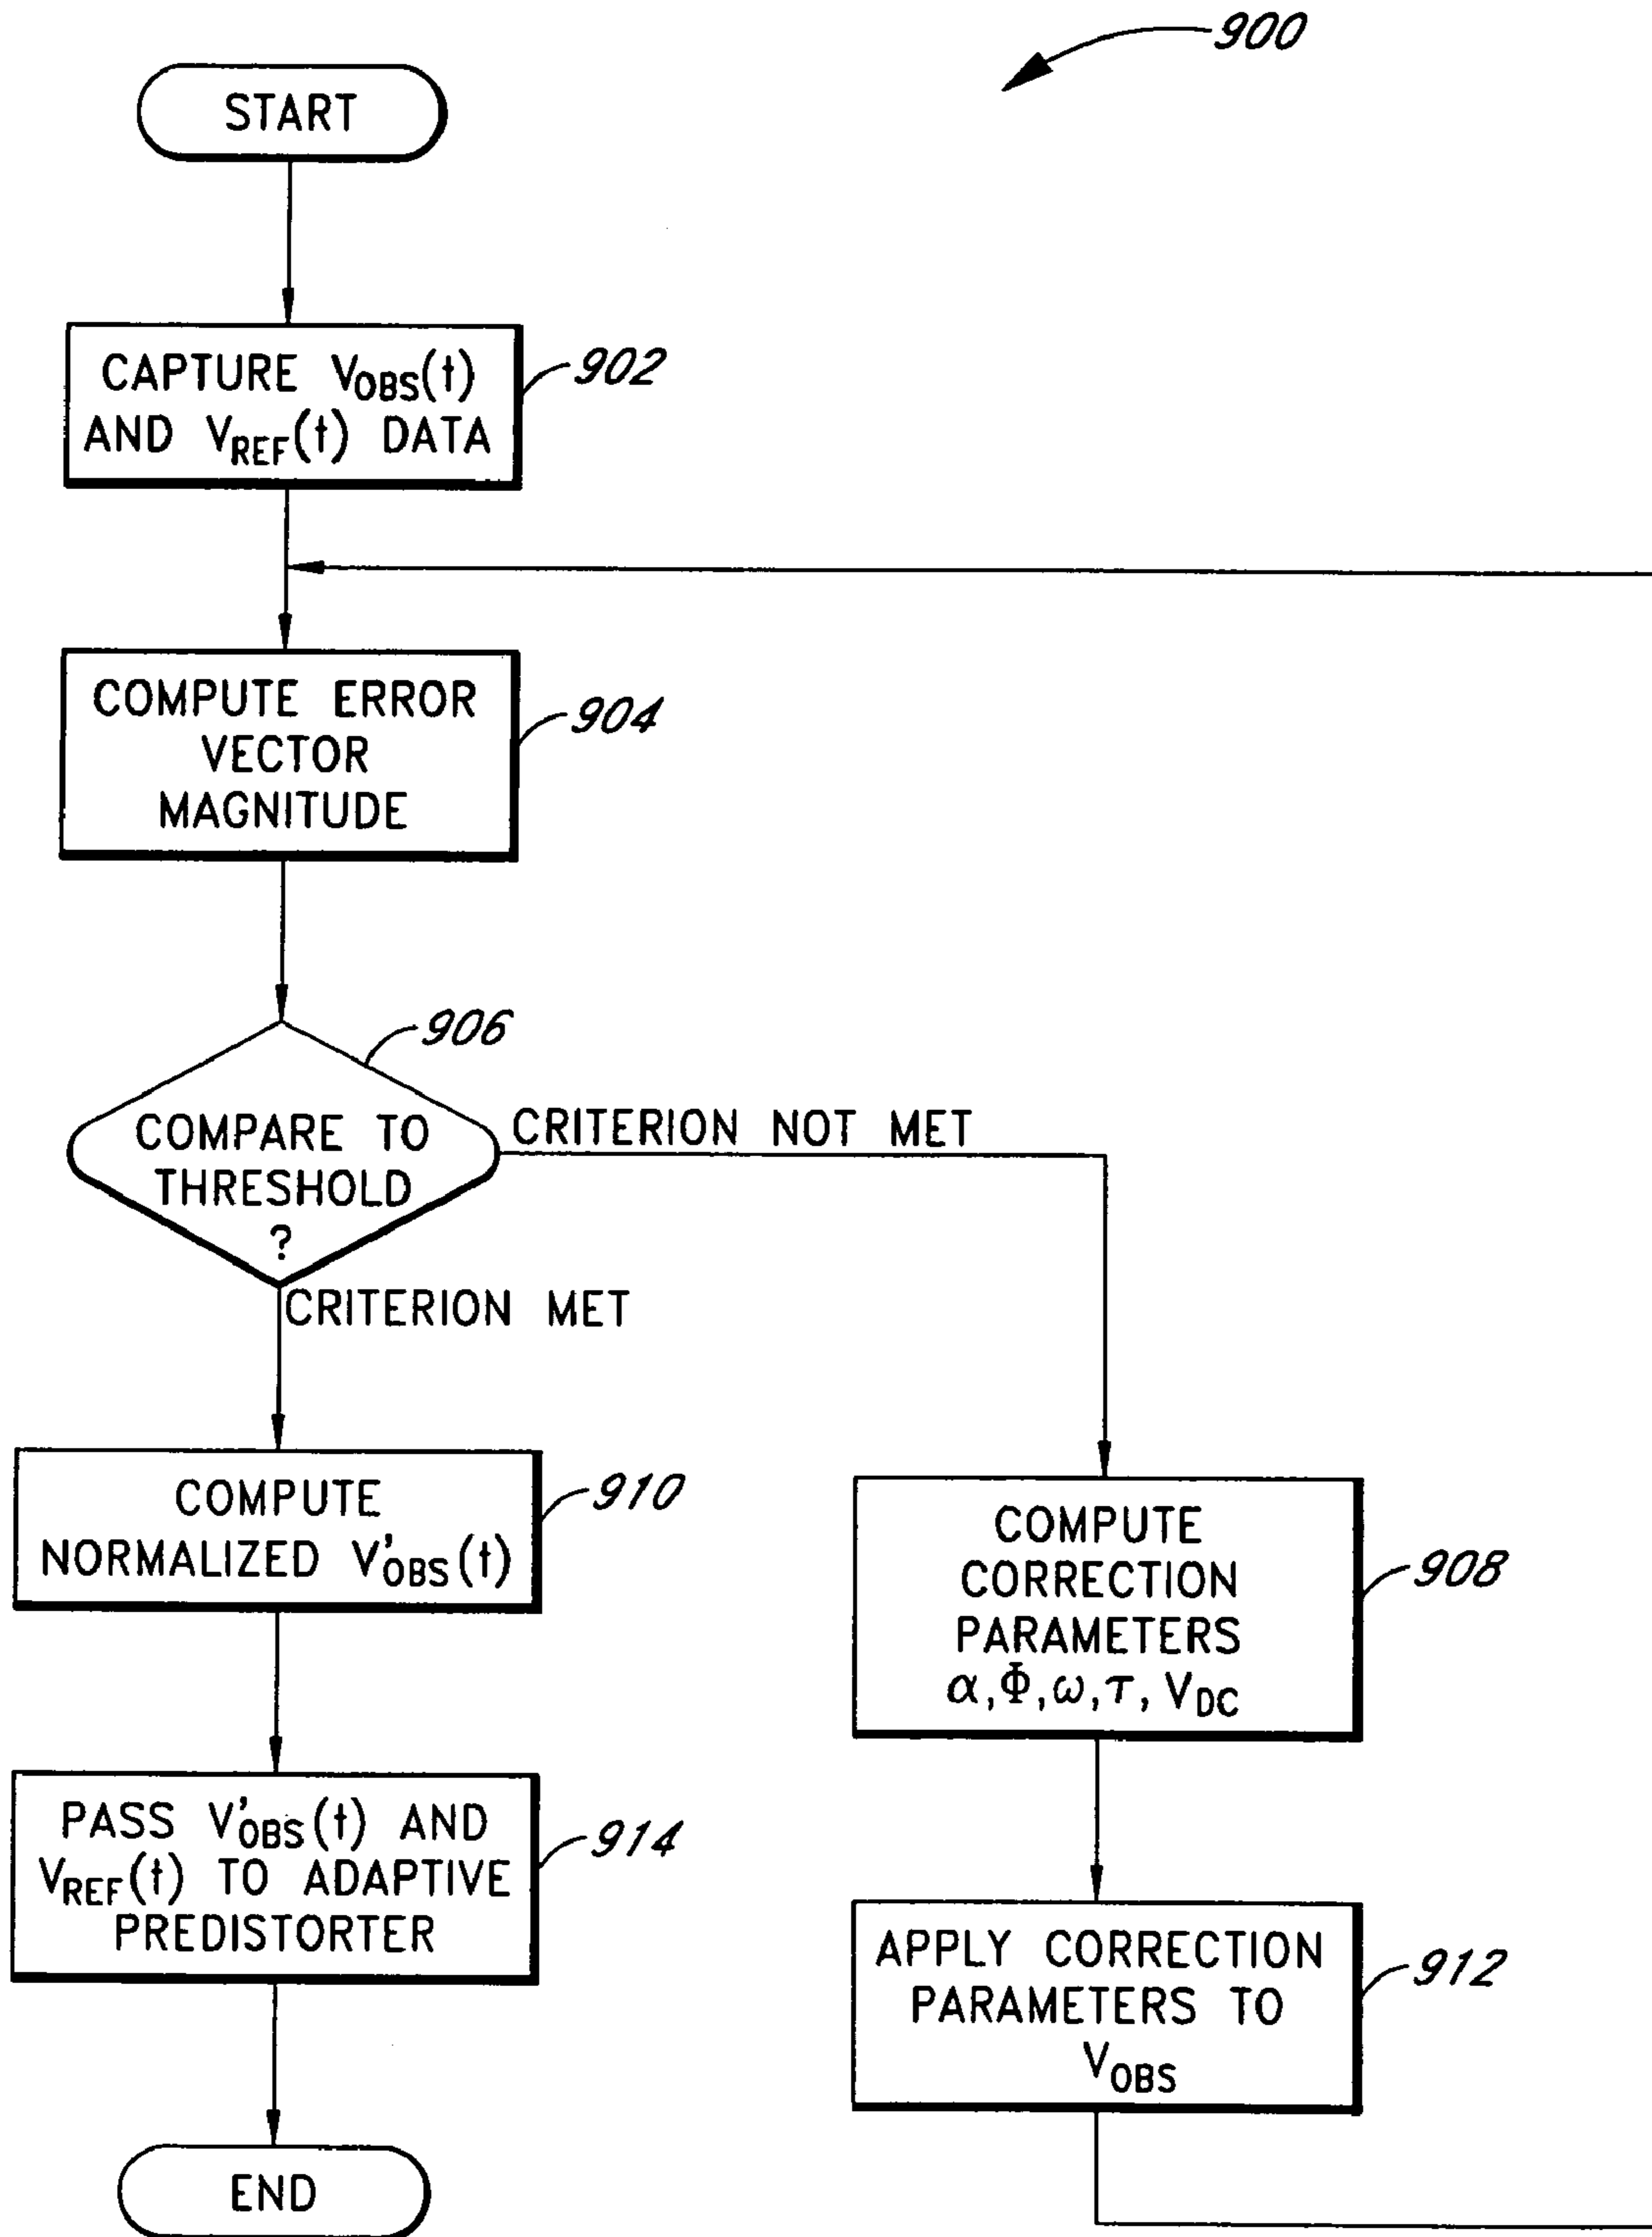 900
START
CAPTURE V_OBS(t)
AND V_REF(t) DATA
902
COMPUTE ERROR
VECTOR
MAGNITUDE
904
906
COMPARE TO
THRESHOLD
?
CRITERION NOT MET
CRITERION MET
COMPUTE
NORMALIZED V'_OBS(t)
910
COMPUTE
CORRECTION
PARAMETERS
α,Φ,ω,τ, V_DC
908
PASS V'_OBS(t) AND
V_REF(t) TO ADAPTIVE
PREDISTORTER
914
APPLY CORRECTION
PARAMETERS TO
V_OBS
912
END